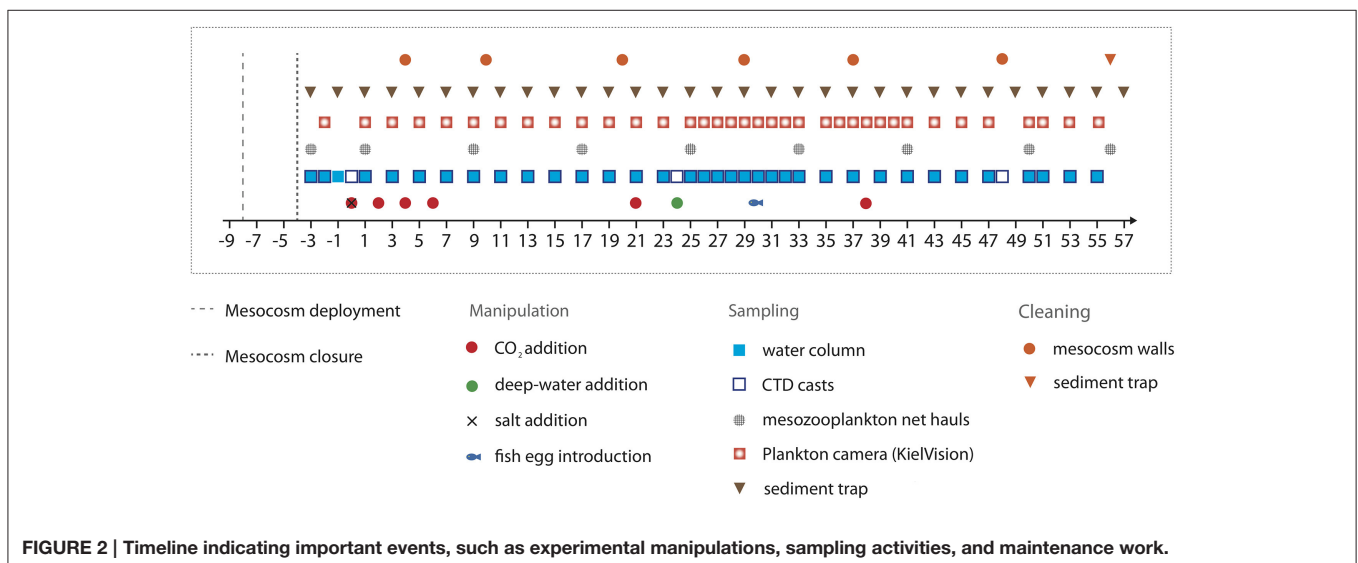 -9 -7 -5 -3 -1 1 3 5 7 9 11 13 15 17 19 21 23 25 27 29 31 33 35 37 39 41 43 45 47 49 51 53 55 57
Mesocosm deployment
Mesocosm closure
Manipulation
CO2 addition
deep-water addition
salt addition
fish egg introduction
Sampling
water column
CTD casts
mesozooplankton net hauls
Plankton camera (KielVision)
sediment trap
Cleaning
mesocosm walls
sediment trap
FIGURE 2 | Timeline indicating important events, such as experimental manipulations, sampling activities, and maintenance work.